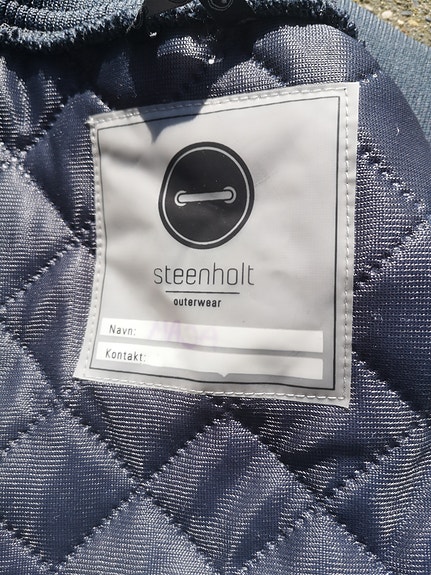 steenholt
outerwear
Navn:
Kontakt: